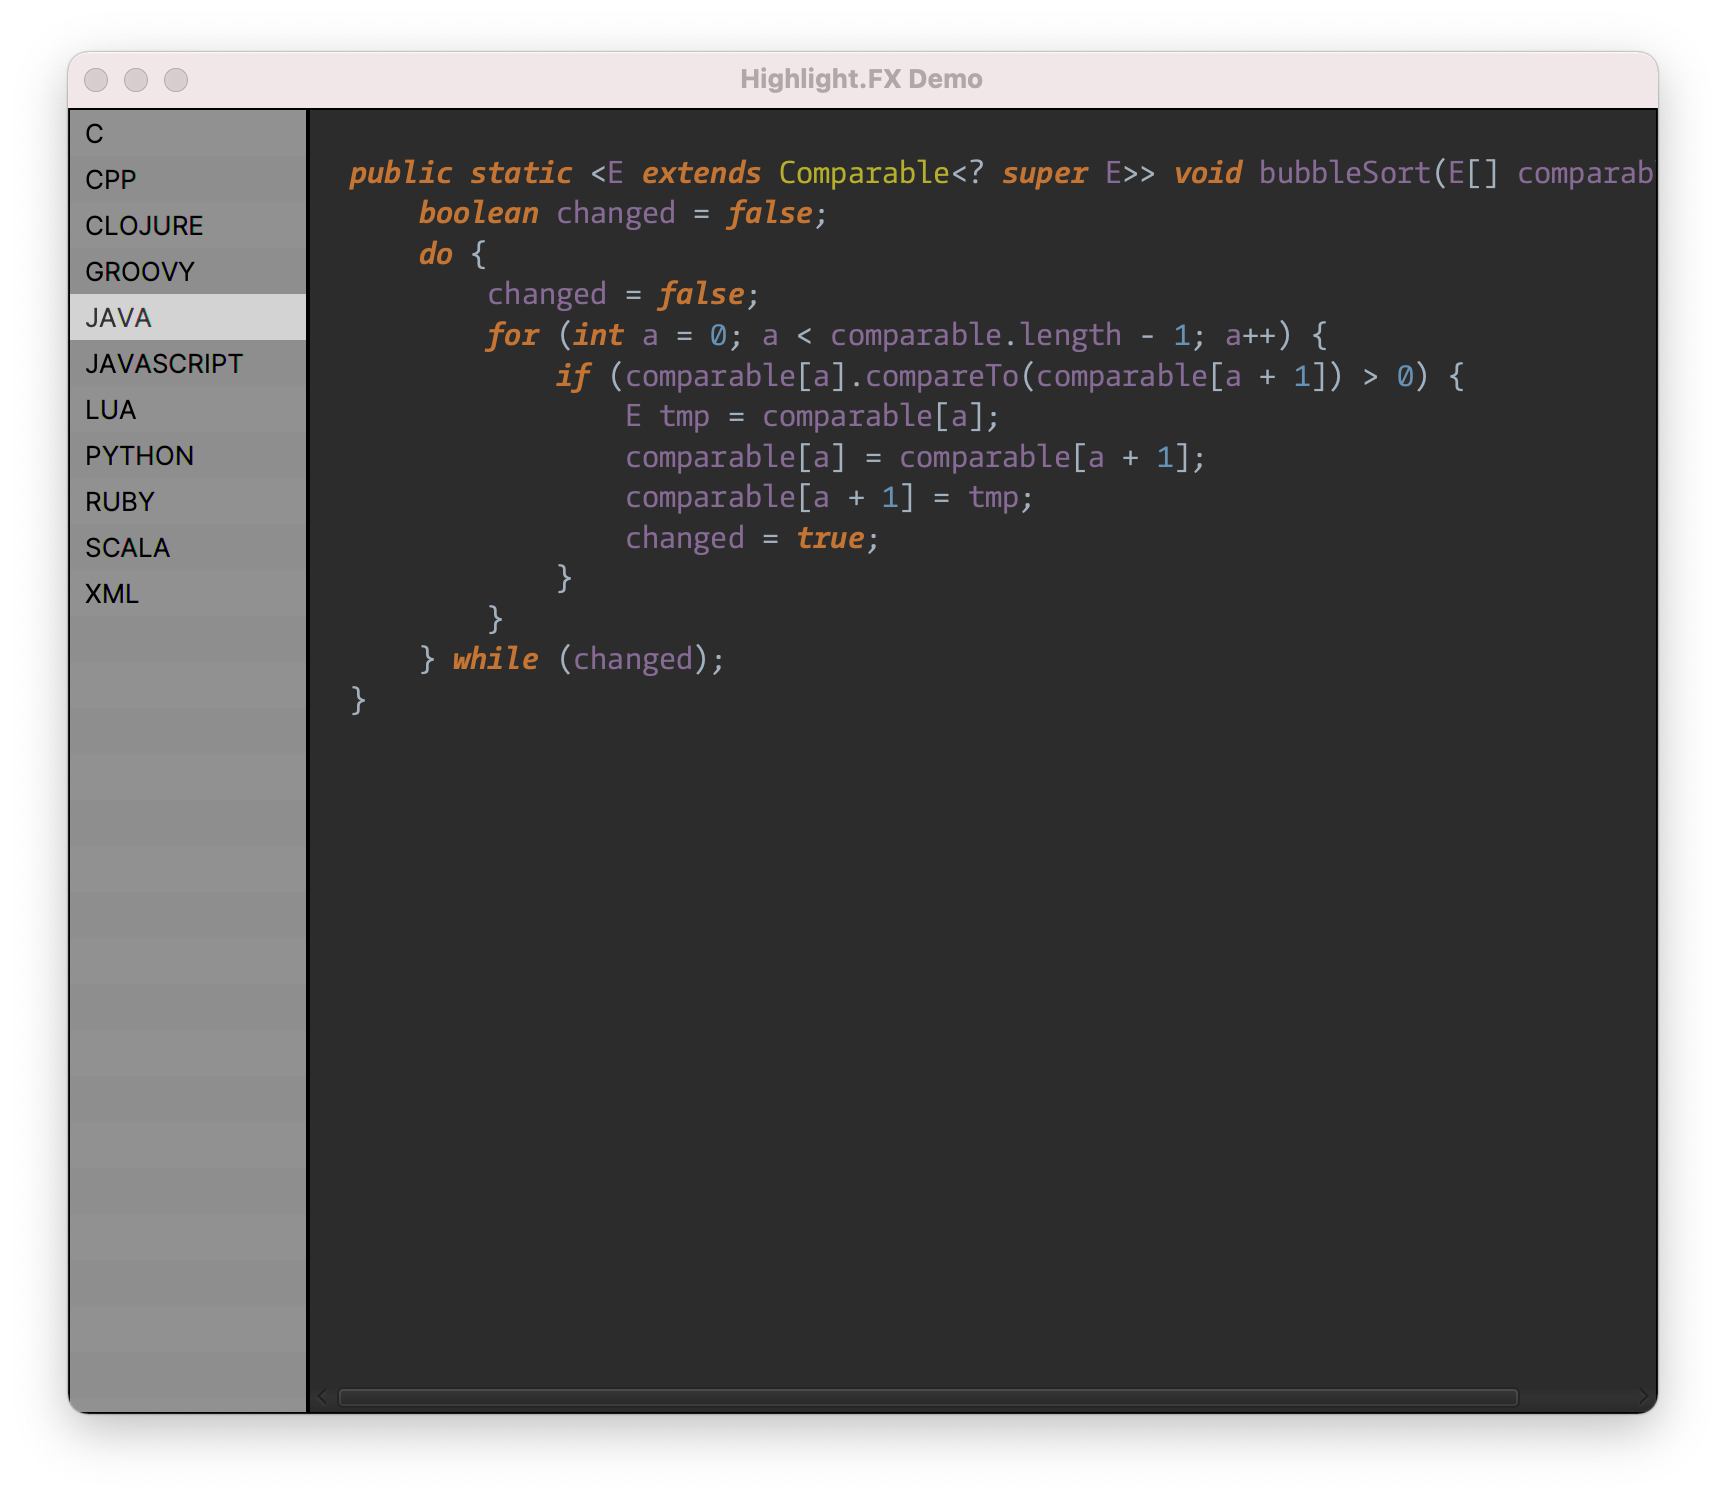 Highlight.FX Demo
C
CPP
CLOJURE
GROOVY
JAVA
JAVASCRIPT
LUA
PYTHON
RUBY
SCALA
XML
public static <E extends Comparable<? super E>> void bubbleSort(E[] comparab
    boolean changed = false;
    do {
        changed = false;
        for (int a = 0; a < comparable.length - 1; a++) {
            if (comparable[a].compareTo(comparable[a + 1]) > 0) {
                E tmp = comparable[a];
                comparable[a] = comparable[a + 1];
                comparable[a + 1] = tmp;
                changed = true;
            }
        }
    } while (changed);
}